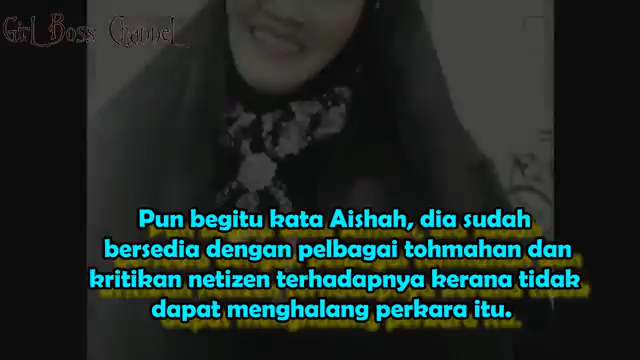 Girl Boss Channel
Pun begitu kata Aishah, dia sudah
bersedia dengan pelbagai tohmahan dan
kritikan netizen terhadapnya kerana tidak
dapat menghalang perkara itu.